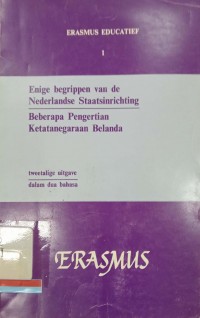 ERASMUS EDUCATIEF
1
Enige begrippen van de
Nederlandse Staatsinrichting
Beberapa Pengertian
Ketatanegaraan Belanda
tweetalige uitgave
dalam dua bahasa
ERASMUS